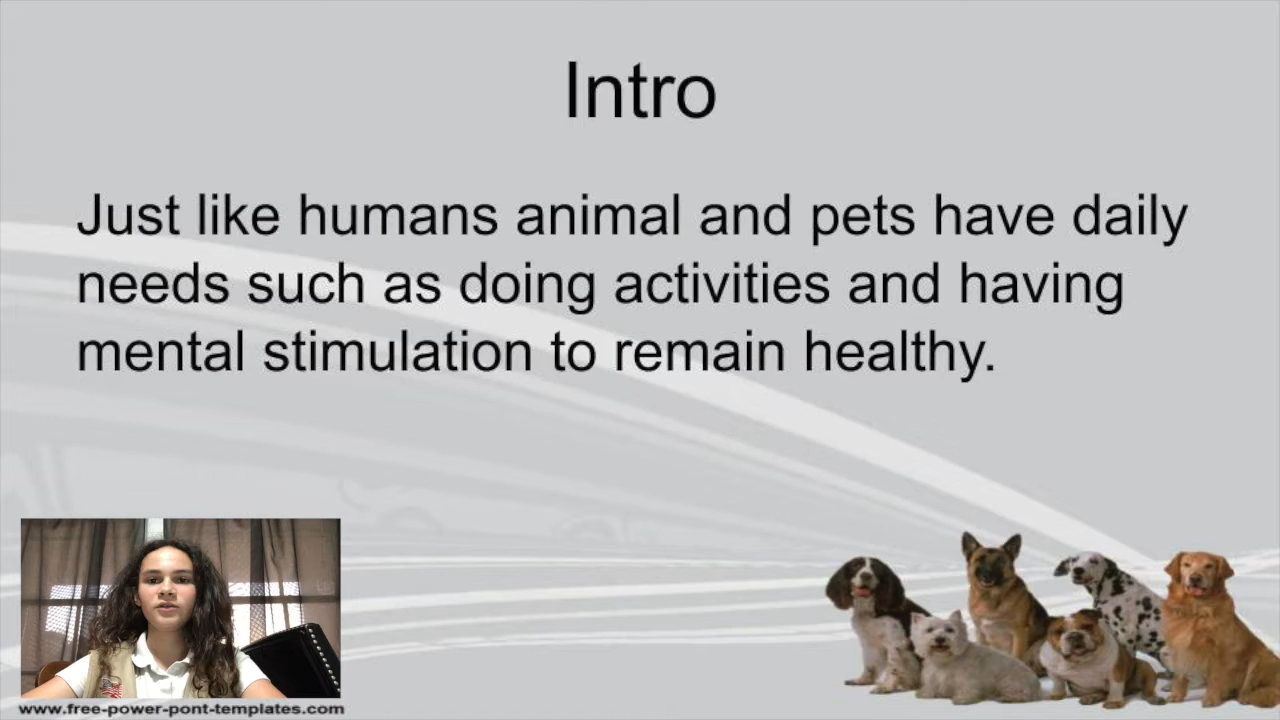 Intro
Just like humans animal and pets have daily
needs such as doing activities and having
mental stimulation to remain healthy.
www.free-power-pont-templates.com